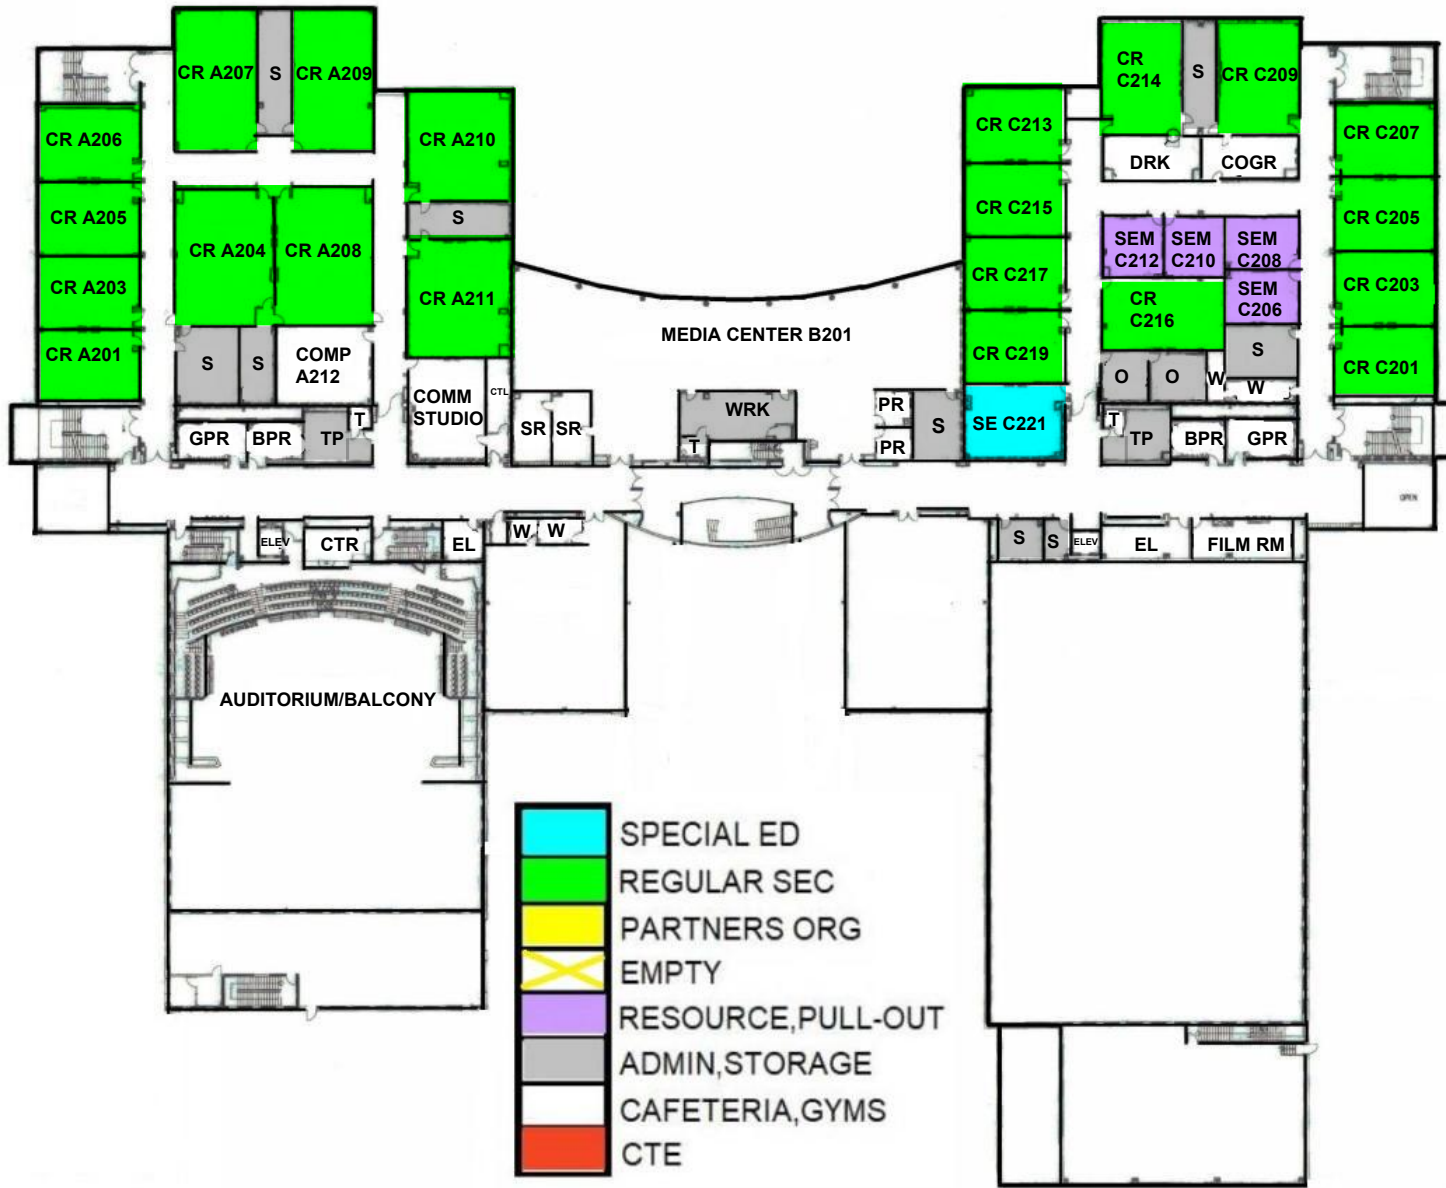 CR A207
S
CR A209
CR A206
CR A210
CR A205
S
CR A204
CR A208
CR A203
CR A211
CR A201
S
S
COMP
A212
COMM
STUDIO
CTL
GPR
BPR
TP
T
SR
SR
MEDIA CENTER B201
WRK
T
PR
PR
S
CR
C214
S
CR C209
CR C213
CR C207
DRK
COGR
CR C215
CR C205
SEM
C212
SEM
C210
SEM
C208
CR C217
SEM
C206
CR C203
CR
C216
CR C219
S
CR C201
O
O
W
W
SE C221
T
TP
BPR
GPR
OPEN
ELEV
CTR
EL
W
W
S
S
ELEV
EL
FILM RM
AUDITORIUM/BALCONY
SPECIAL ED
REGULAR SEC
PARTNERS ORG
EMPTY
RESOURCE,PULL-OUT
ADMIN,STORAGE
CAFETERIA,GYMS
CTE